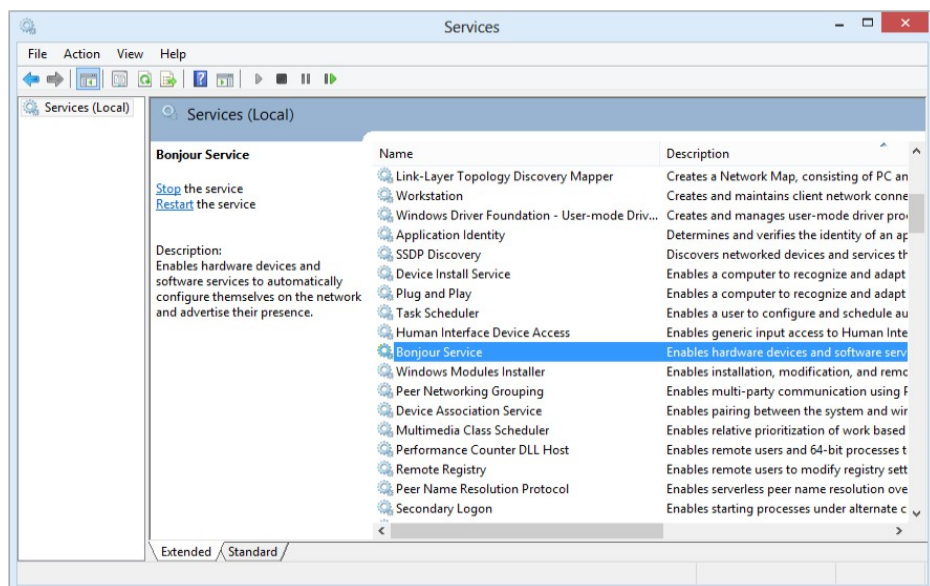 Services
File Action View Help
Services (Local)
Services (Local)
Bonjour Service
Stop the service
Restart the service
Description:
Enables hardware devices and
software services to automatically
configure themselves on the network
and advertise their presence.
Name Description
Link-Layer Topology Discovery Mapper Creates a Network Map, consisting of PC an
Workstation Creates and maintains client network conne
Windows Driver Foundation - User-mode Driv... Creates and manages user-mode driver pro
Application Identity Determines and verifies the identity of an ap
SSDP Discovery Discovers networked devices and services th
Device Install Service Enables a computer to recognize and adapt
Plug and Play Enables a computer to recognize and adapt
Task Scheduler Enables a user to configure and schedule au
Human Interface Device Access Enables generic input access to Human Inte
Bonjour Service Enables hardware devices and software serv
Windows Modules Installer Enables installation, modification, and remo
Peer Networking Grouping Enables multi-party communication using P
Device Association Service Enables pairing between the system and wir
Multimedia Class Scheduler Enables relative prioritization of work based
Performance Counter DLL Host Enables remote users and 64-bit processes t
Remote Registry Enables remote users to modify registry sett
Peer Name Resolution Protocol Enables serverless peer name resolution ove
Secondary Logon Enables starting processes under alternate c
Extended Standard